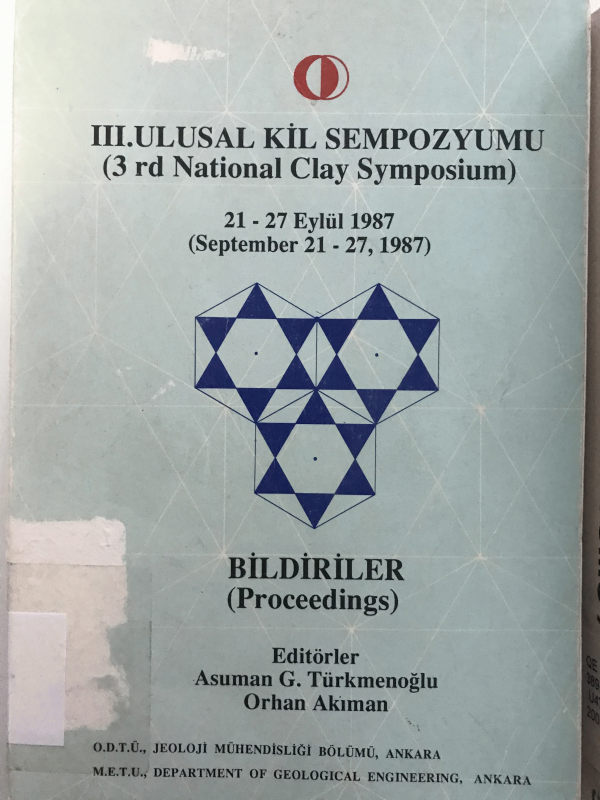 III.ULUSAL KİL SEMPOZYUMU
(3 rd National Clay Symposium)
21 - 27 Eylül 1987
(September 21 - 27, 1987)
BİLDİRİLER
(Proceedings)
Editörler
Asuman G. Türkmenoğlu
Orhan Akıman
O.D.T.Ü., JEOLOJİ MÜHENDİSLİĞİ BÖLÜMÜ, ANKARA
M.E.T.U., DEPARTMENT OF GEOLOGICAL ENGINEERING, ANKARA
QE